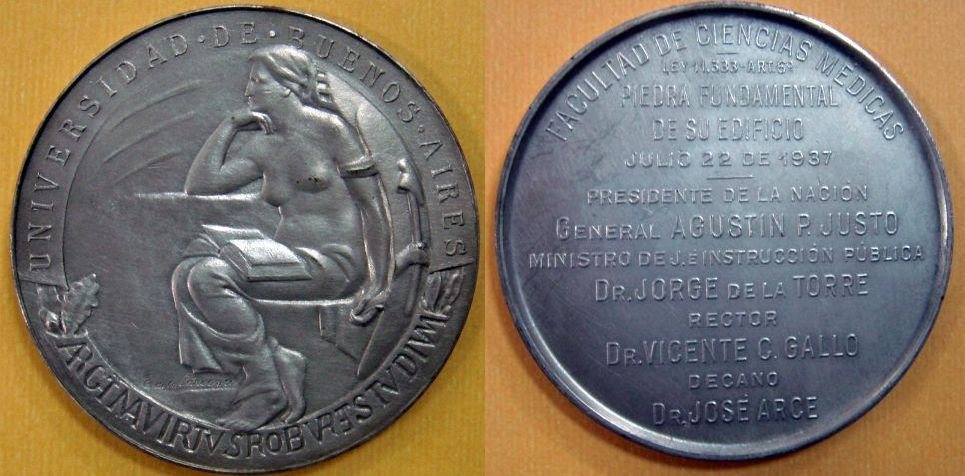 UNIVERSIDAD · DE · BUENOS · AIRES
ARGTINAVIRTVSROBVRESTVDIVM
FACULTAD DE CIENCIAS MÉDICAS
LEY 11.333-ART.6º
PIEDRA FUNDAMENTAL
DE SU EDIFICIO
JULIO 22 DE 1937
PRESIDENTE DE LA NACIÓN
GENERAL AGUSTIN P. JUSTO
MINISTRO DE J. É INSTRUCCIÓN PÚBLICA
DR. JORGE DE LA TORRE
RECTOR
DR. VICENTE C. GALLO
DECANO
DR. JOSÉ ARCE